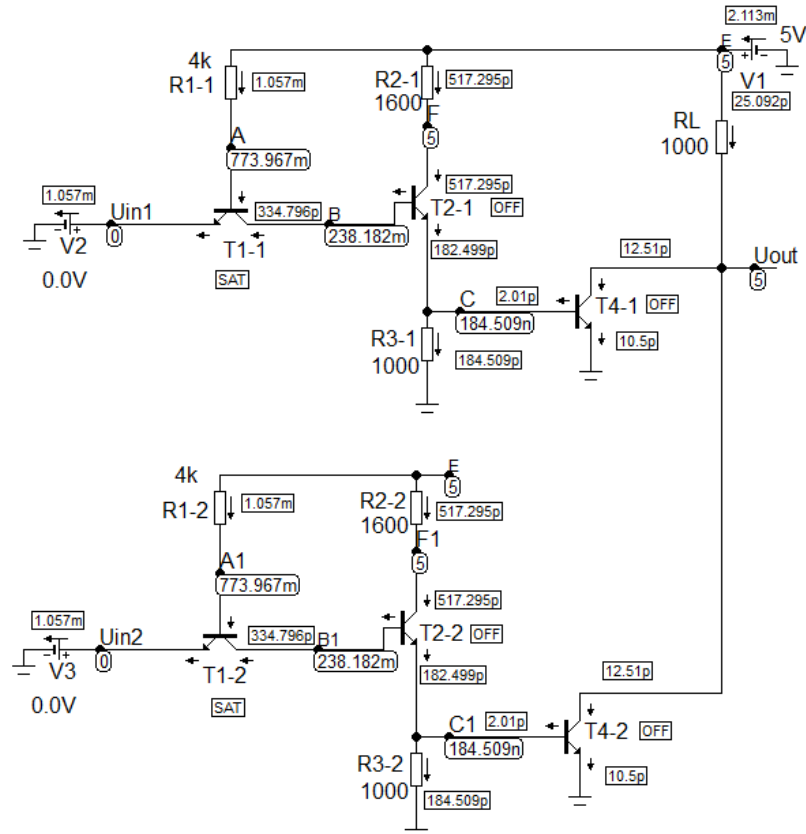 2.113m
5V
E
5
V1
4k
R1-1
1.057m
R2-1
1600
517.295p
25.092p
F
5
RL
1000
A
773.967m
517.295p
T2-1
OFF
1.057m
Uin1
0
334.796p
B
238.182m
V2
T1-1
182.499p
0.0V
SAT
12.51p
Uout
5
C
2.01p
184.509n
T4-1
OFF
R3-1
1000
184.509p
10.5p
4k
R1-2
1.057m
R2-2
1600
517.295p
E
5
F1
5
A1
773.967m
517.295p
T2-2
OFF
1.057m
Uin2
0
334.796p
B1
238.182m
V3
T1-2
182.499p
0.0V
SAT
12.51p
C1
2.01p
184.509n
T4-2
OFF
R3-2
1000
184.509p
10.5p